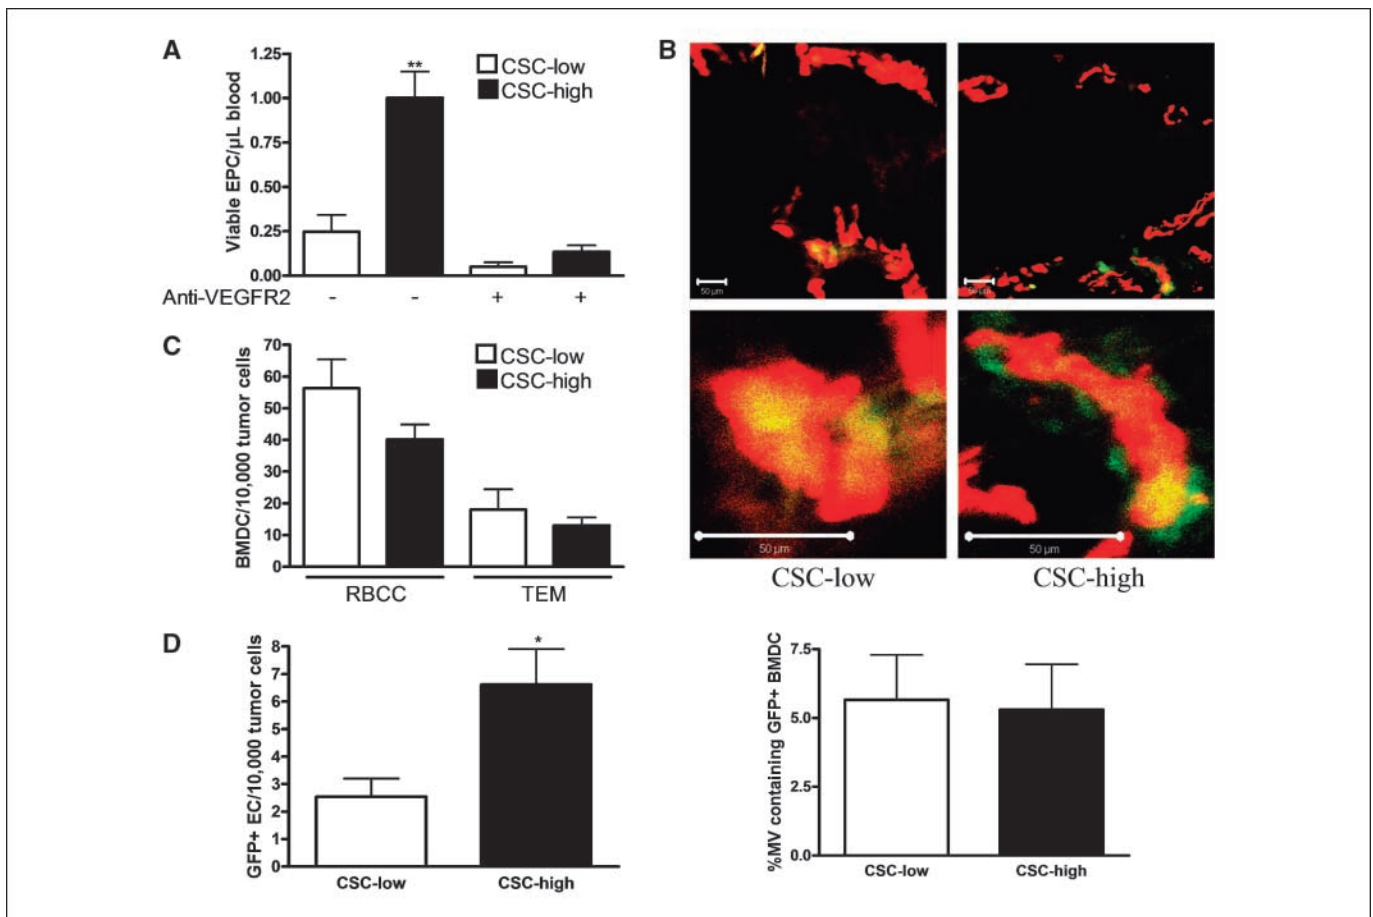 A
Viable EPC/µL blood
1.25
1.00
0.75
0.50
0.25
0.00
**
CSC-low
CSC-high
Anti-VEGFR2 - - + +
B
50 µm
50 µm
50 µm
50 µm
CSC-low CSC-high
C
BMDC/10,000 tumor cells
70
60
50
40
30
20
10
0
CSC-low
CSC-high
RBCC TEM
D
GFP+ EC/10,000 tumor cells
8
7
6
5
4
3
2
1
0
*
CSC-low CSC-high
%MV containing GFP+ BMDC
7.5
5.0
2.5
0.0
CSC-low CSC-high